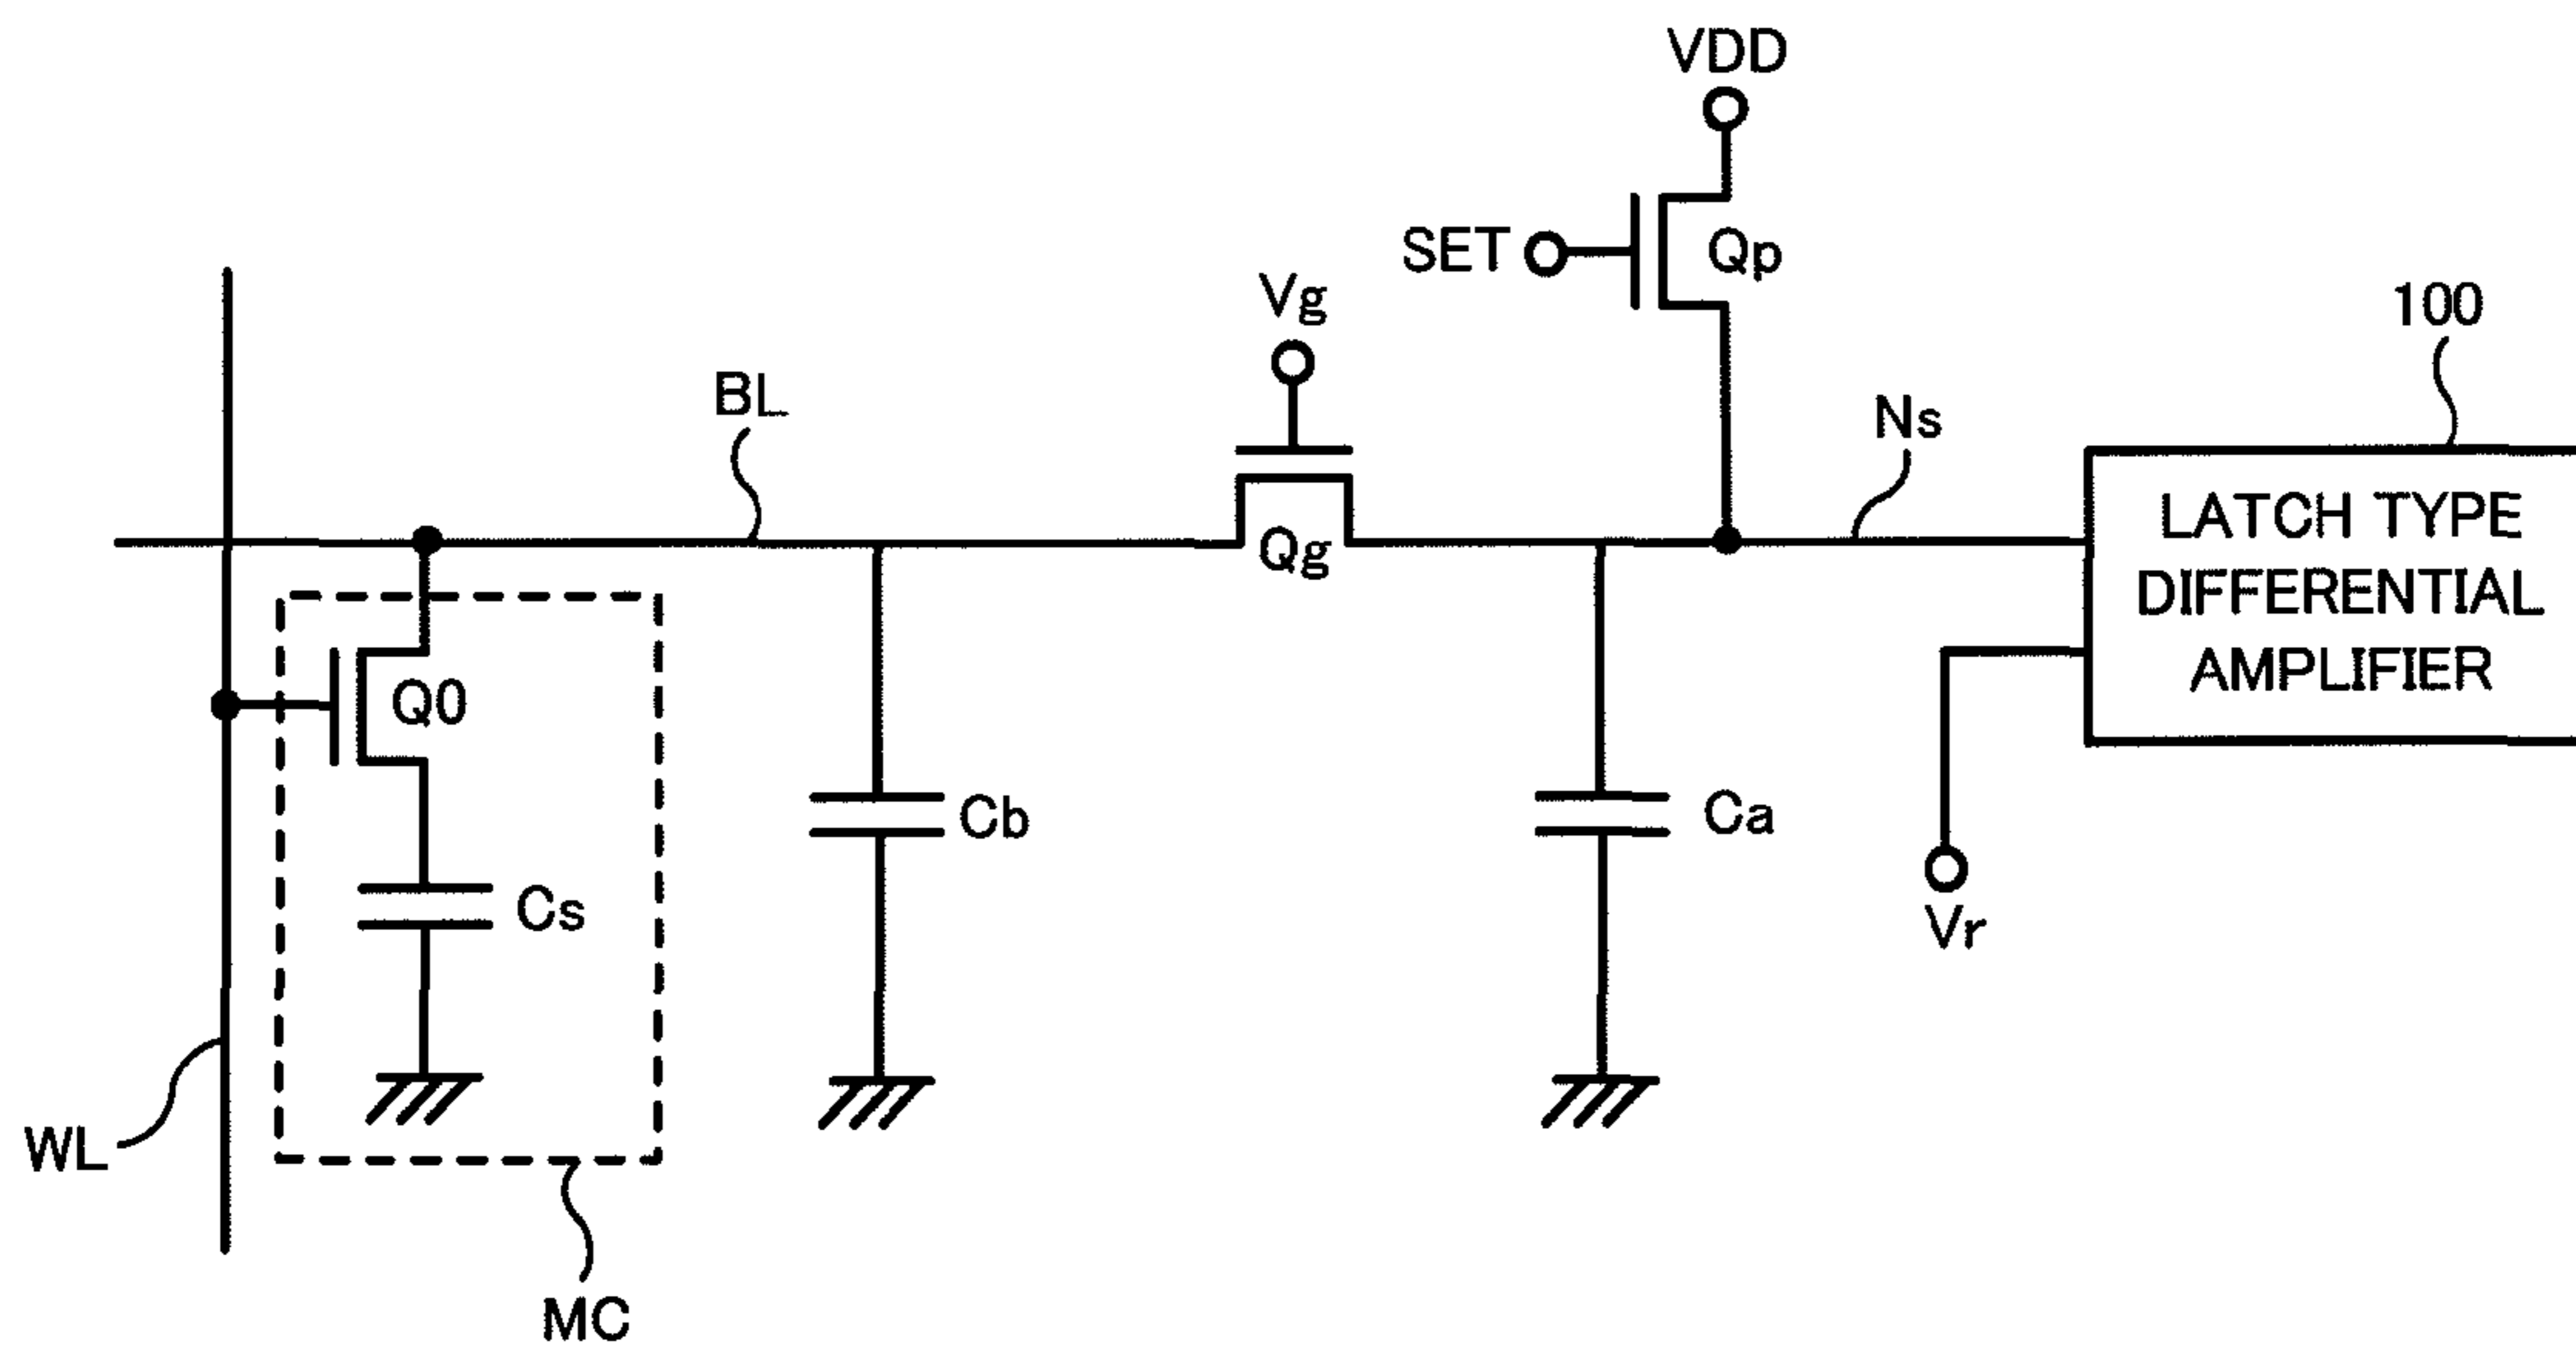 VDD
SET
Qp
Vg
100
BL
Ns
Qg
LATCH TYPE
DIFFERENTIAL
AMPLIFIER
Q0
Cb
Ca
Cs
Vr
WL
MC